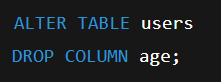 ALTER TABLE users
DROP COLUMN age;